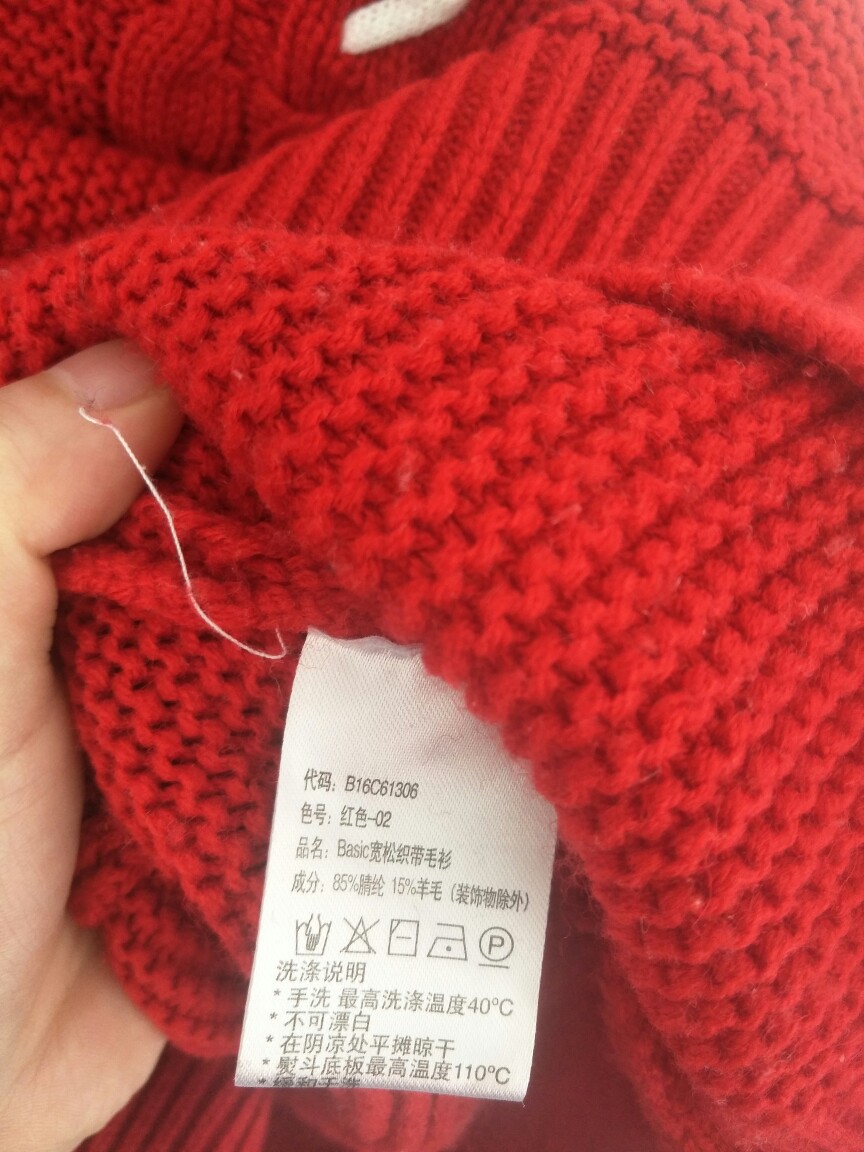 代码：B16C61306
色号：红色-02
品名：Basic宽松织带毛衫
成分：85%腈纶 15%羊毛（装饰物除外）
P
洗涤说明
* 手洗 最高洗涤温度40℃
* 不可漂白
* 在阴凉处平摊晾干
* 熨斗底板最高温度110℃